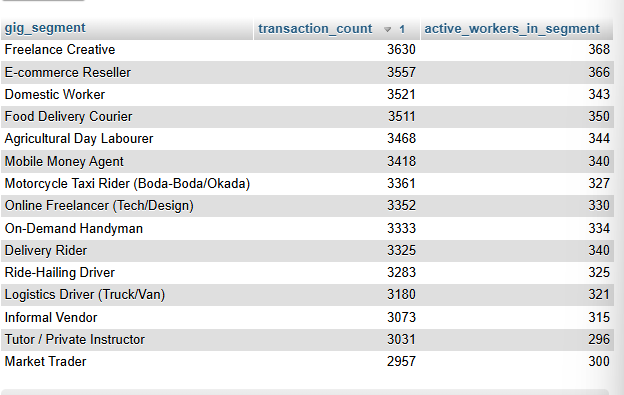 gig_segment transaction_count 1 active_workers_in_segment
Freelance Creative 3630 368
E-commerce Reseller 3557 366
Domestic Worker 3521 343
Food Delivery Courier 3511 350
Agricultural Day Labourer 3468 344
Mobile Money Agent 3418 340
Motorcycle Taxi Rider (Boda-Boda/Okada) 3361 327
Online Freelancer (Tech/Design) 3352 330
On-Demand Handyman 3333 334
Delivery Rider 3325 340
Ride-Hailing Driver 3283 325
Logistics Driver (Truck/Van) 3180 321
Informal Vendor 3073 315
Tutor / Private Instructor 3031 296
Market Trader 2957 300